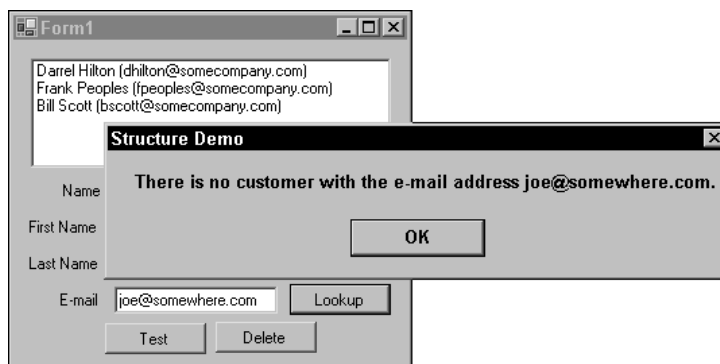 Form1
Darrel Hilton (dhilton@somecompany.com)
Frank Peoples (fpeoples@somecompany.com)
Bill Scott (bscott@somecompany.com)
Structure Demo
There is no customer with the e-mail address joe@somewhere.com.
OK
Name
First Name
Last Name
E-mail joe@somewhere.com Lookup
Test Delete